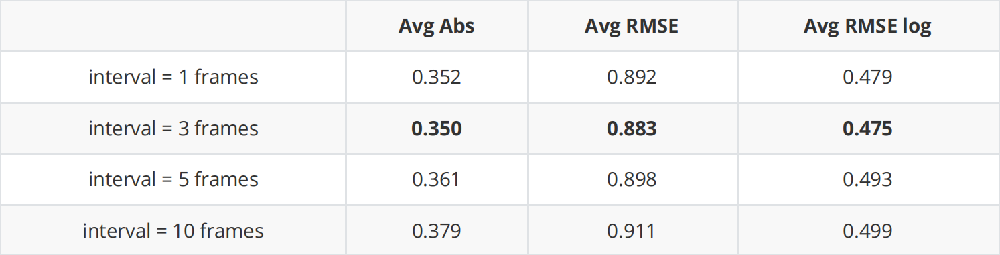 Avg Abs Avg RMSE Avg RMSE log
interval = 1 frames 0.352 0.892 0.479
interval = 3 frames 0.350 0.883 0.475
interval = 5 frames 0.361 0.898 0.493
interval = 10 frames 0.379 0.911 0.499